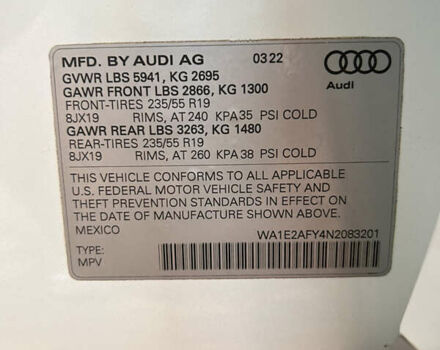 MFD. BY AUDI AG 03 22
GVWR LBS 5941, KG 2695
GAWR FRONT LBS 2866, KG 1300
FRONT-TIRES 235/55 R19
8JX19 RIMS, AT 240 KPA 35 PSI COLD
GAWR REAR LBS 3263, KG 1480
REAR-TIRES 235/55 R19
8JX19 RIMS, AT 260 KPA 38 PSI COLD
Audi
THIS VEHICLE CONFORMS TO ALL APPLICABLE
U.S. FEDERAL MOTOR VEHICLE SAFETY AND
THEFT PREVENTION STANDARDS IN EFFECT ON
THE DATE OF MANUFACTURE SHOWN ABOVE.
MEXICO
WA1E2AFY4N2083201
TYPE:
MPV